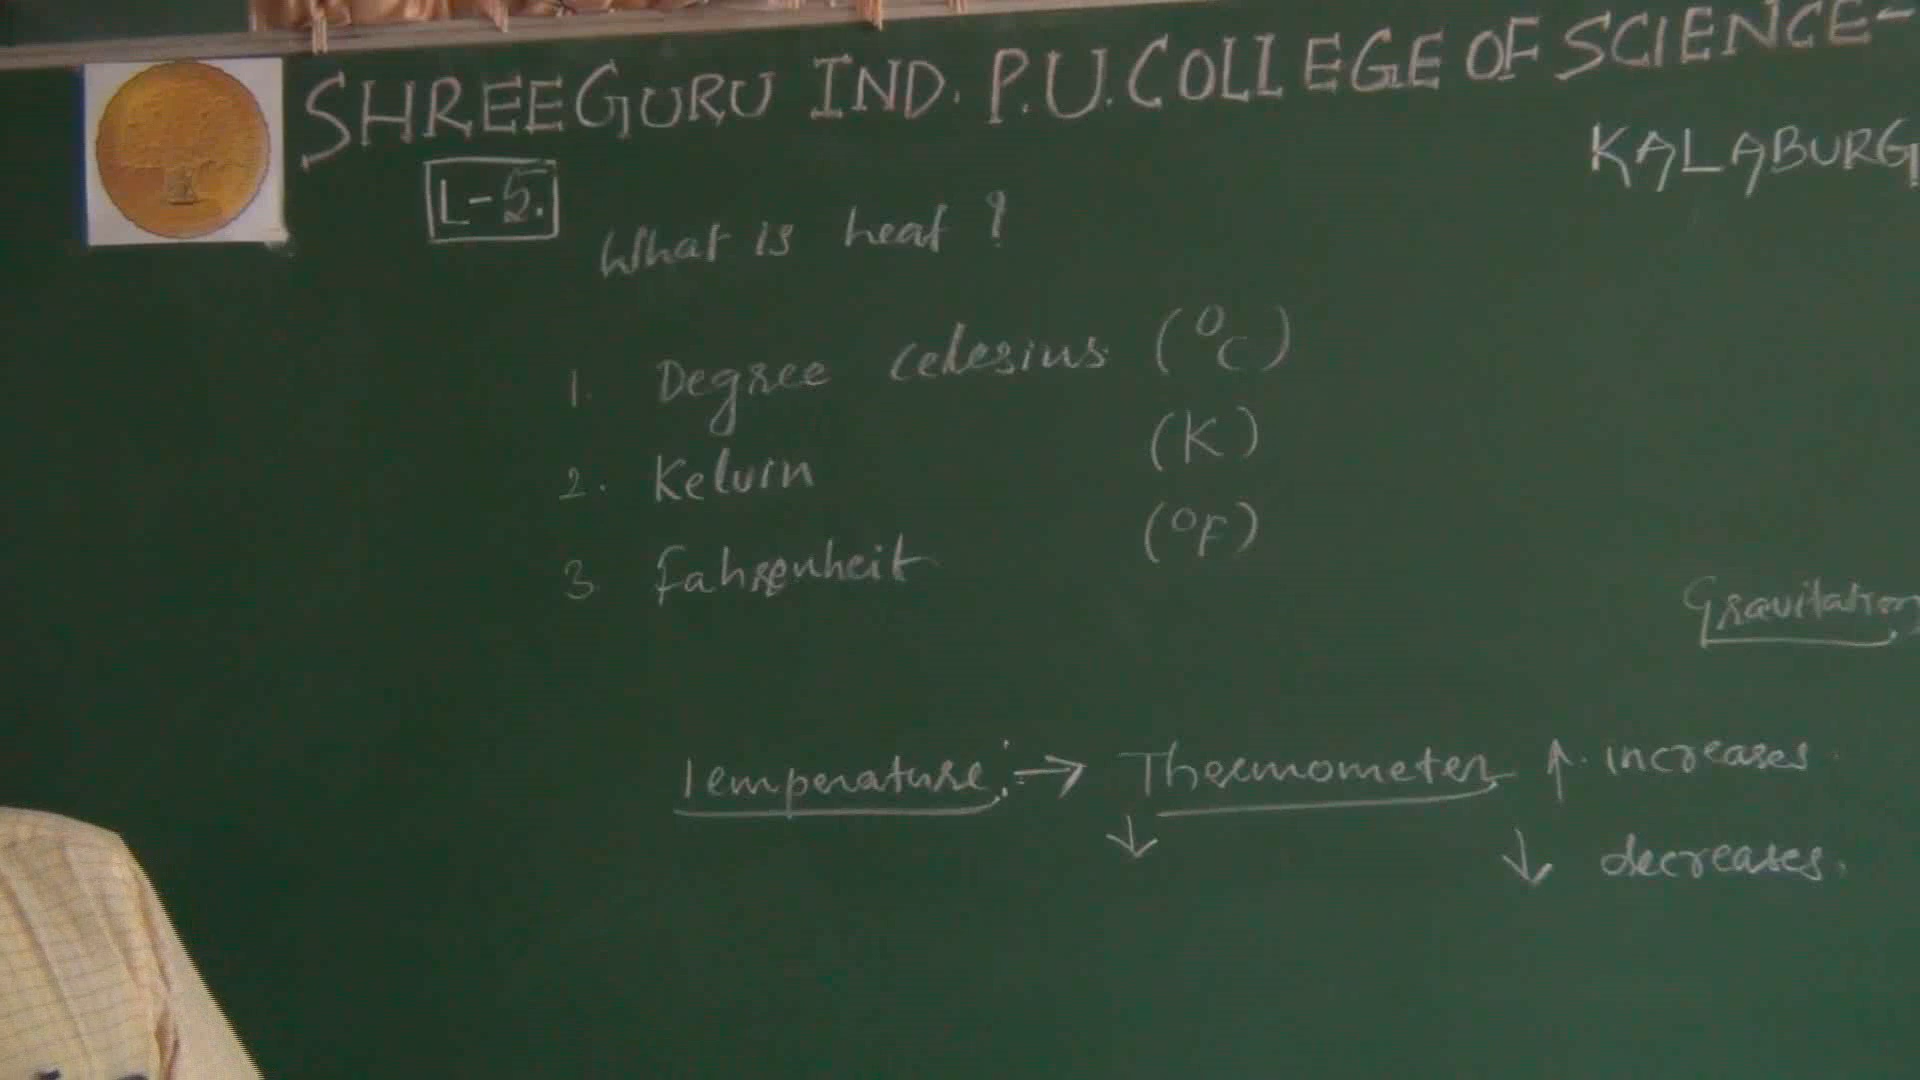 SHREEGURU IND. P.U. COLLEGE OF SCIENCE-
KALABURGI
L-5.
What is heat ?
1. Degree celesius (°C)
2. Kelvin (K)
3. Fahrenheit (°F)
Gravitation
Temperature :→ Thermometer ↑. increases.
↓ ↓ decreases.